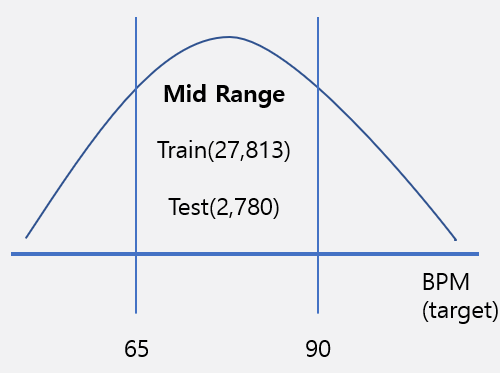 Mid Range
Train(27,813)
Test(2,780)
BPM
(target)
65
90